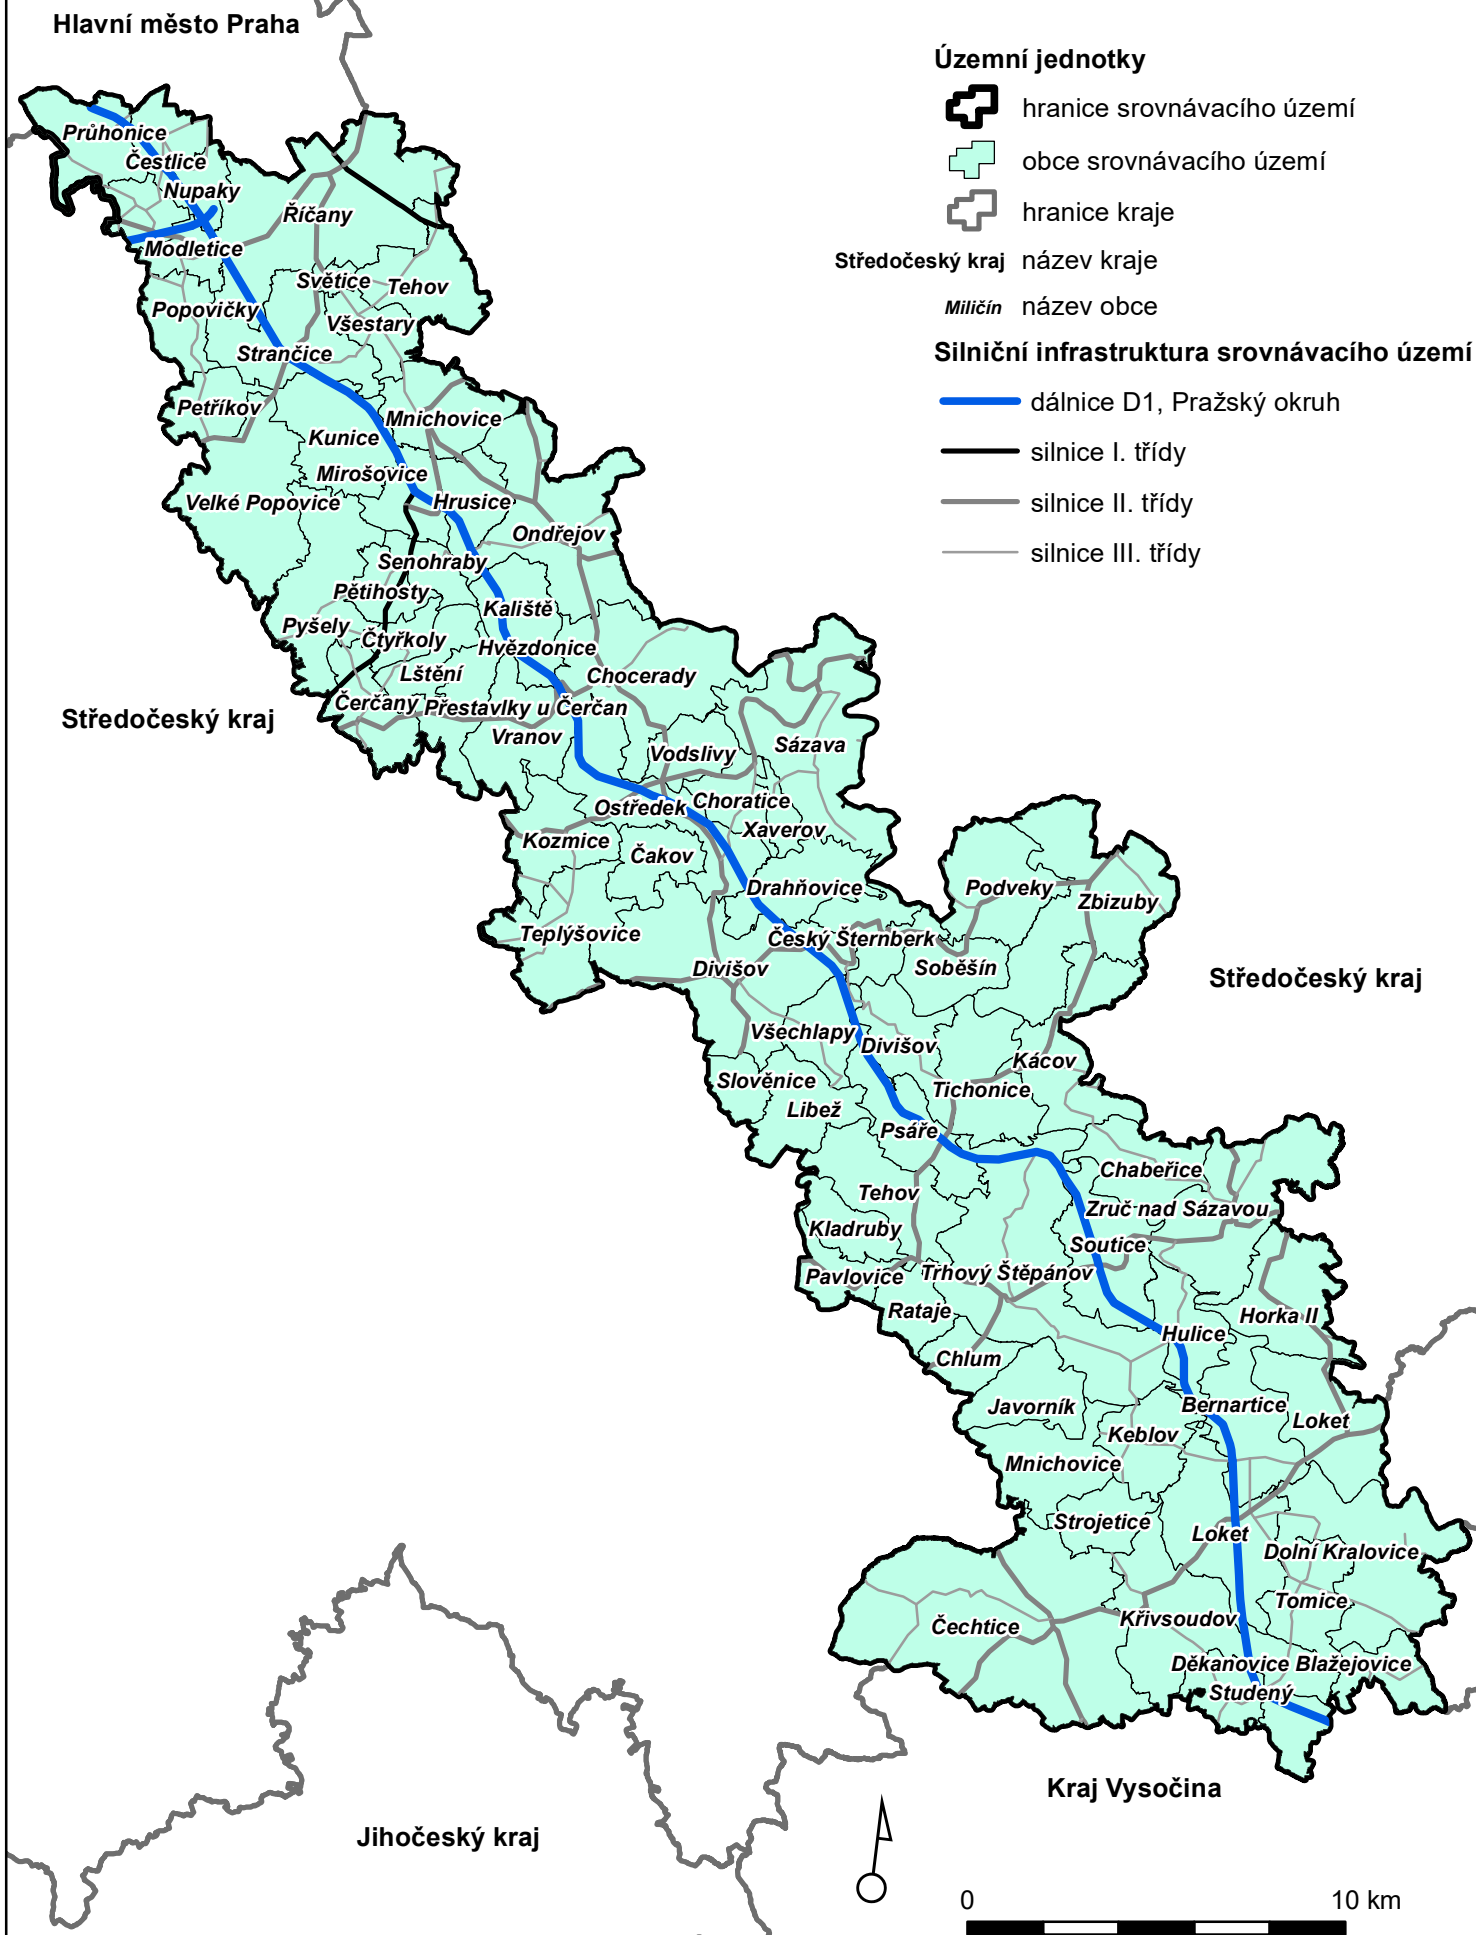 Hlavní město Praha
Územní jednotky
hranice srovnávacího území
obce srovnávacího území
hranice kraje
Středočeský kraj název kraje
Miličín název obce
Silniční infrastruktura srovnávacího území
dálnice D1, Pražský okruh
silnice I. třídy
silnice II. třídy
silnice III. třídy
Průhonice
Čestlice
Nupaky
Říčany
Modletice
Světice
Tehov
Popovičky
Všestary
Strančice
Petříkov
Mnichovice
Kunice
Mirošovice
Velké Popovice
Hrusice
Ondřejov
Senohraby
Pětihosty
Kaliště
Pyšely
Čtyřkoly
Hvězdonice
Lštění
Chocerady
Čerčany
Přestavlky u Čerčan
Středočeský kraj
Vranov
Vodslivy
Sázava
Ostředek
Choratice
Xaverov
Kozmice
Čakov
Drahňovice
Podveky
Zbizuby
Teplýšovice
Český Šternberk
Divišov
Soběšín
Středočeský kraj
Všechlapy
Divišov
Kácov
Slověnice
Tichonice
Libež
Psáře
Chabeřice
Tehov
Zruč nad Sázavou
Kladruby
Soutice
Pavlovice
Trhový Štěpánov
Rataje
Horka II
Hulice
Chlum
Javorník
Bernartice
Loket
Keblov
Mnichovice
Strojetice
Loket
Dolní Kralovice
Tomice
Čechtice
Křivsoudov
Děkanovice
Blažejovice
Studený
Kraj Vysočina
Jihočeský kraj
0
10 km